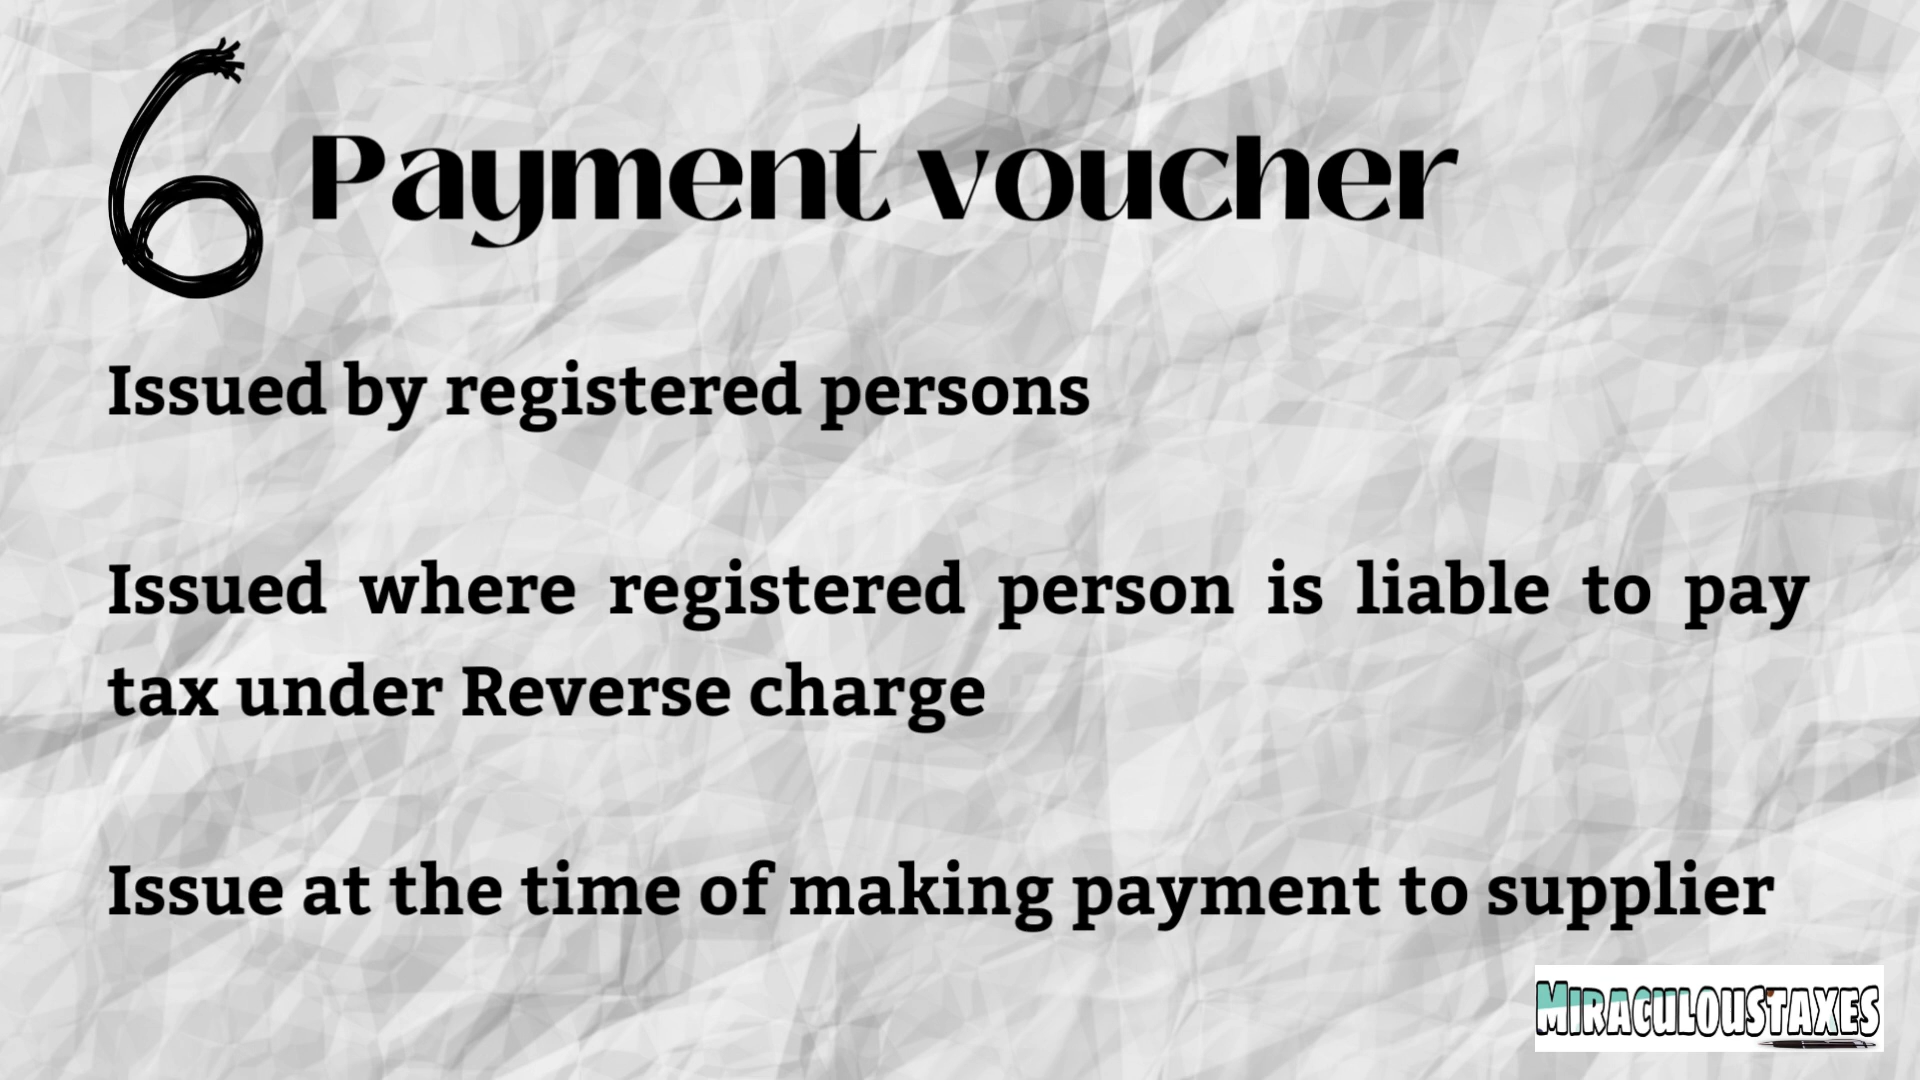 6 Payment voucher
Issued by registered persons
Issued where registered person is liable to pay
tax under Reverse charge
Issue at the time of making payment to supplier
MIRACULOUSTAXES